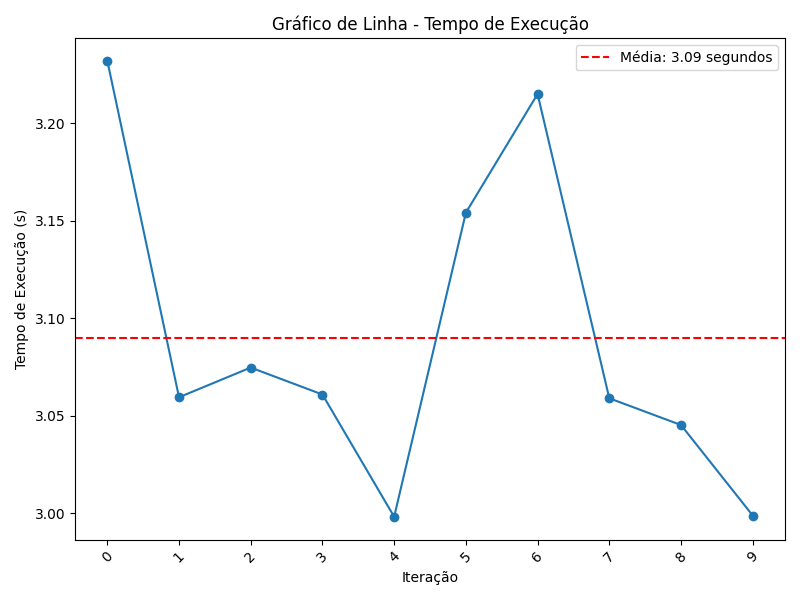 Gráfico de Linha - Tempo de Execução
Média: 3.09 segundos
Tempo de Execução (s)
3.20
3.15
3.10
3.05
3.00
0 1 2 3 4 5 6 7 8 9
Iteração